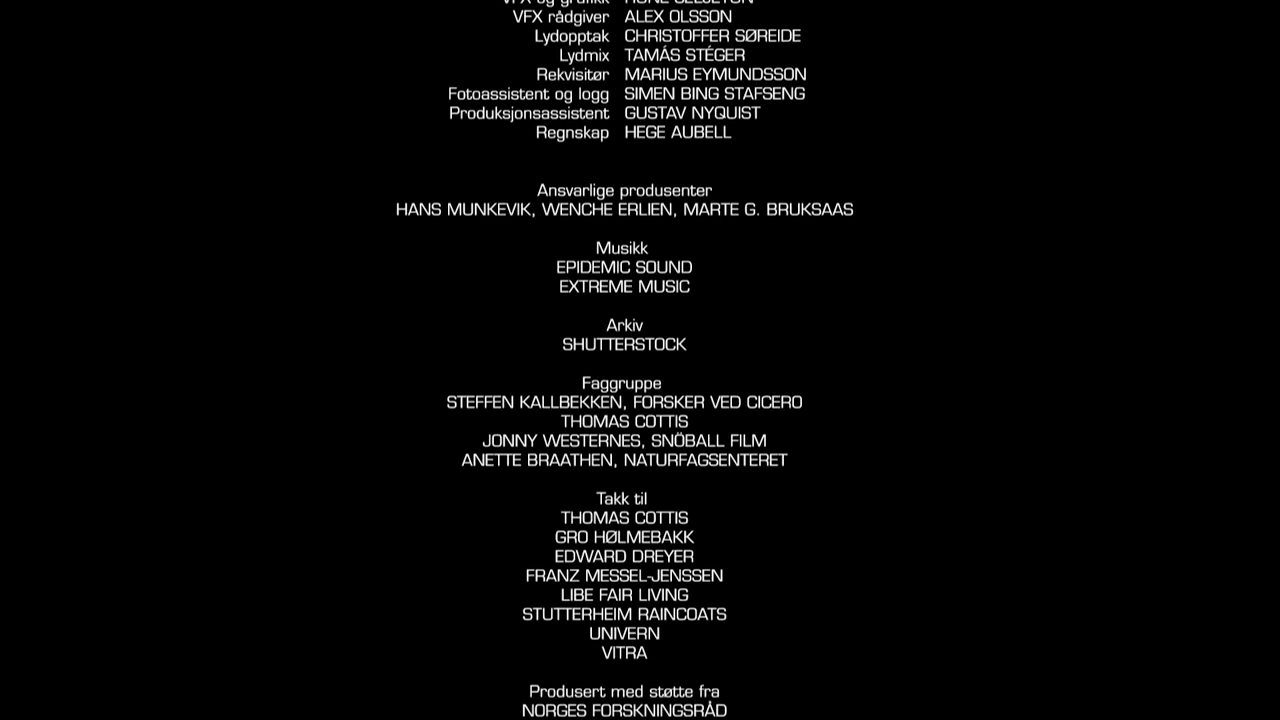 VFX og grafikk
VFX rådgiver ALEX OLSSON
Lydopptak CHRISTOFFER SØREIDE
Lydmix TAMÁS STÉGER
Rekvisitør MARIUS EYMUNDSSON
Fotoassistent og logg SIMEN BING STAFSENG
Produksjonsassistent GUSTAV NYQUIST
Regnskap HEGE AUBELL
Ansvarlige produsenter
HANS MUNKEVIK, WENCHE ERLIEN, MARTE G. BRUKSAAS
Musikk
EPIDEMIC SOUND
EXTREME MUSIC
Arkiv
SHUTTERSTOCK
Faggruppe
STEFFEN KALLBEKKEN, FORSKER VED CICERO
THOMAS COTTIS
JONNY WESTERNES, SNÖBALL FILM
ANETTE BRAATHEN, NATURFAGSENTERET
Takk til
THOMAS COTTIS
GRO HØLMEBAKK
EDWARD DREYER
FRANZ MESSEL-JENSSEN
LIBE FAIR LIVING
STUTTERHEIM RAINCOATS
UNIVERN
VITRA
Produsert med støtte fra
NORGES FORSKNINGSRÅD